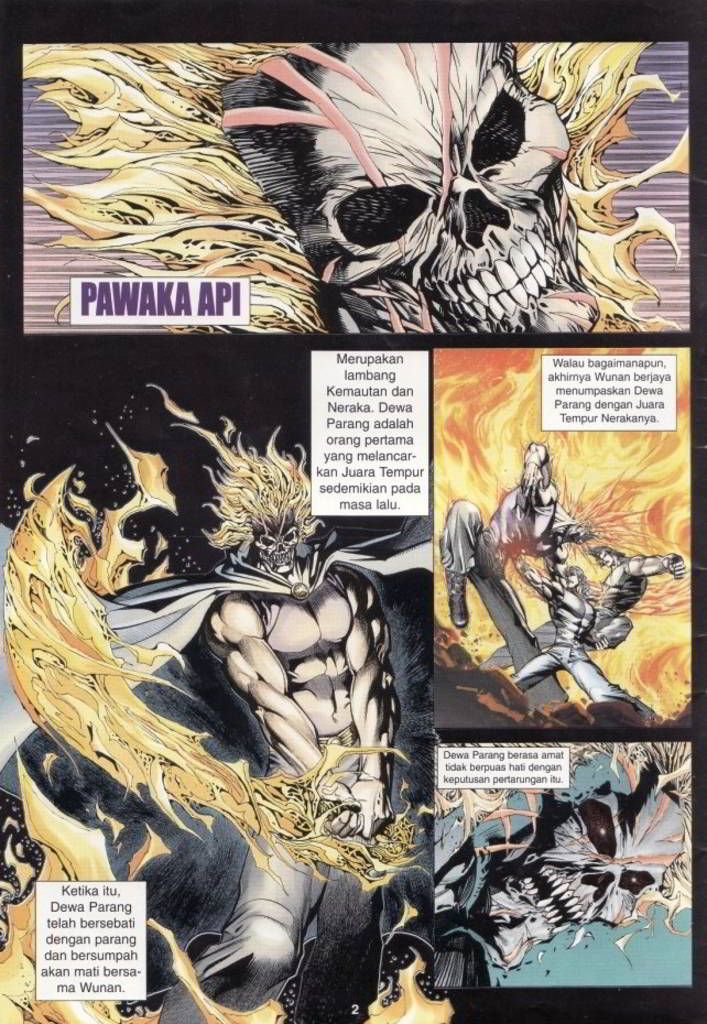 PAWAKA API
Merupakan
lambang
Kemautan dan
Neraka. Dewa
Parang adalah
orang pertama
yang melancar-
kan Juara Tempur
sedemikian pada
masa lalu.
Walau bagaimanapun,
akhirnya Wunan berjaya
menumpaskan Dewa
Parang dengan Juara
Tempur Nerakanya.
Dewa Parang berasa amat
tidak berpuas hati dengan
keputusan pertarungan itu.
Ketika itu,
Dewa Parang
telah bersebati
dengan parang
dan bersumpah
akan mati bersa-
ma Wunan.
2